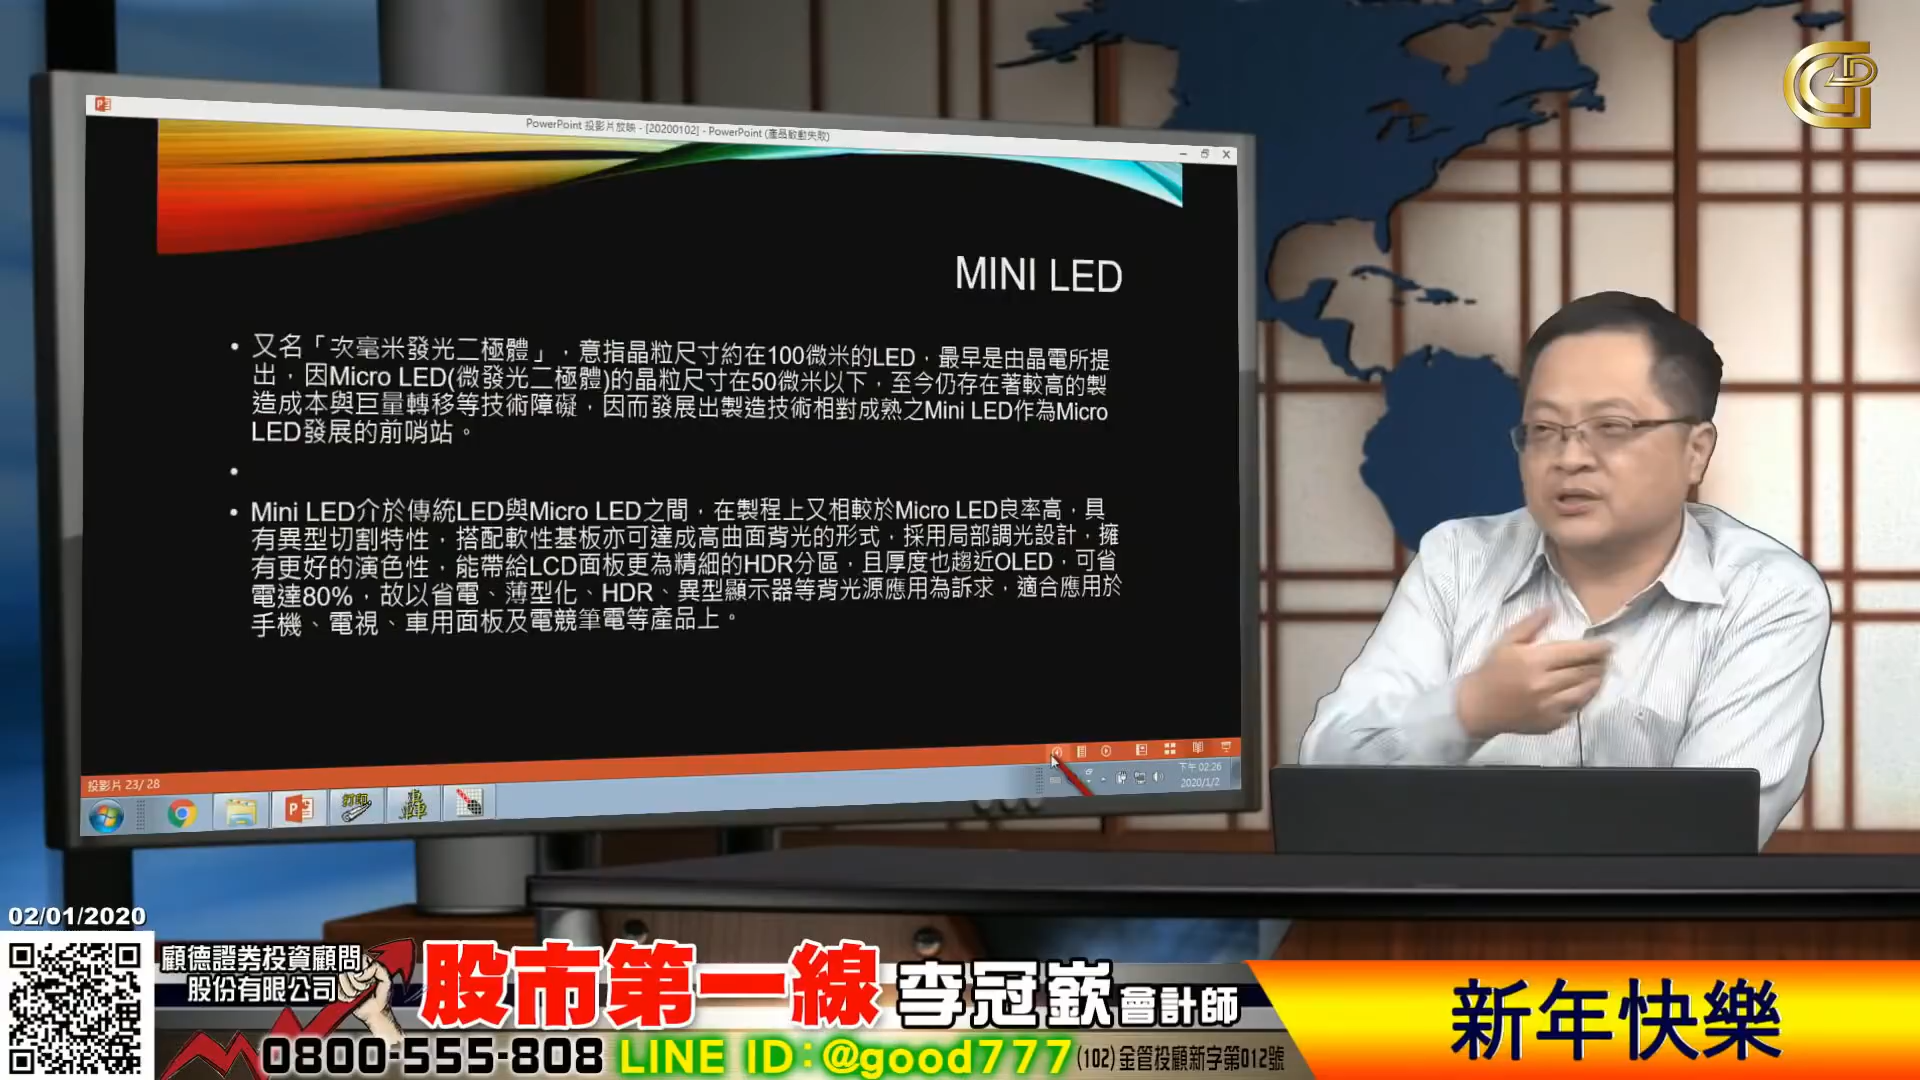 PowerPoint 投影片放映 - [20200102] - PowerPoint (產品啟動失敗)
MINI LED
• 又名「次毫米發光二極體」，意指晶粒尺寸約在100微米的LED，最早是由晶電所提
出，因Micro LED(微發光二極體)的晶粒尺寸在50微米以下，至今仍存在著較高的製
造成本與巨量轉移等技術障礙，因而發展出製造技術相對成熟之Mini LED作為Micro
LED發展的前哨站。
•
• Mini LED介於傳統LED與Micro LED之間，在製程上又相較於Micro LED良率高，具
有異型切割特性，搭配軟性基板亦可達成高曲面背光的形式，採用局部調光設計，擁
有更好的演色性，能帶給LCD面板更為精細的HDR分區，且厚度也趨近OLED，可省
電達80%，故以省電、薄型化、HDR、異型顯示器等背光源應用為訴求，適合應用於
手機、電視、車用面板及電競筆電等產品上。
投影片 23/ 28
下午 02:26
2020/1/2
02/01/2020
顧德證券投資顧問
股份有限公司
股市第一線 李冠嶔 會計師
0800-555-808 LINE ID：@good777 (102)金管投顧新字第012號
新年快樂